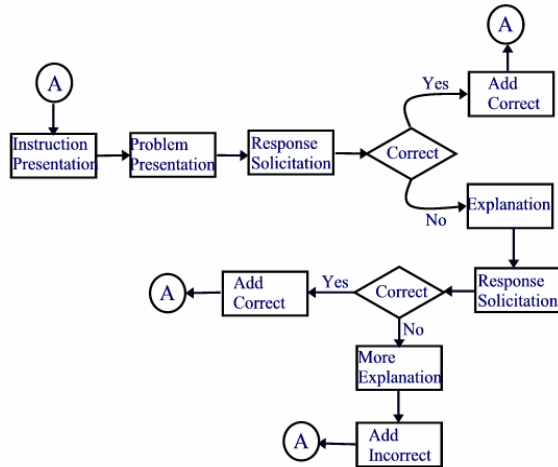 A
A
Yes
Add
Correct
Instruction
Presentation
Problem
Presentation
Response
Solicitation
Correct
No
Explanation
Response
Solicitation
Correct
Yes
Add
Correct
A
No
More
Explanation
Add
Incorrect
A